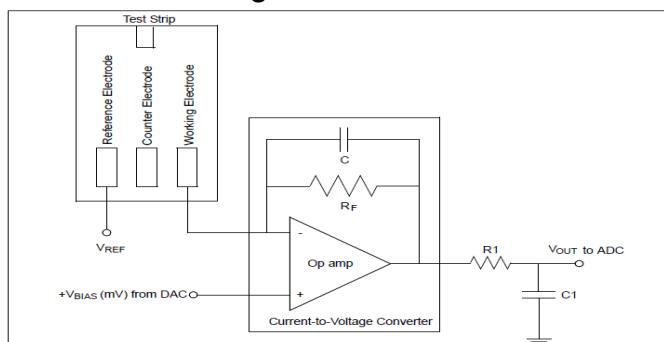 Test Strip
Reference Electrode
Counter Electrode
Working Electrode
C
RF
VREF
-
Op amp
+
+VBIAS (mV) from DAC
R1
VOUT to ADC
C1
Current-to-Voltage Converter